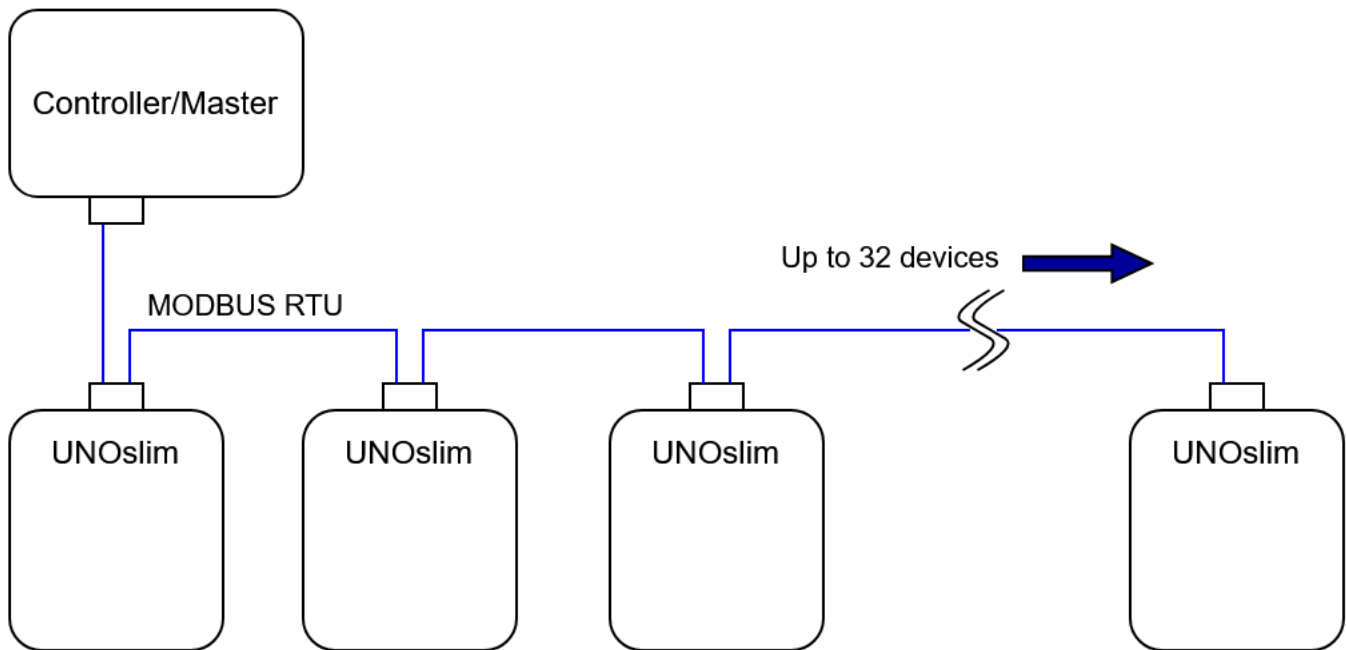 Controller/Master
Up to 32 devices
MODBUS RTU
UNOslim
UNOslim
UNOslim
UNOslim